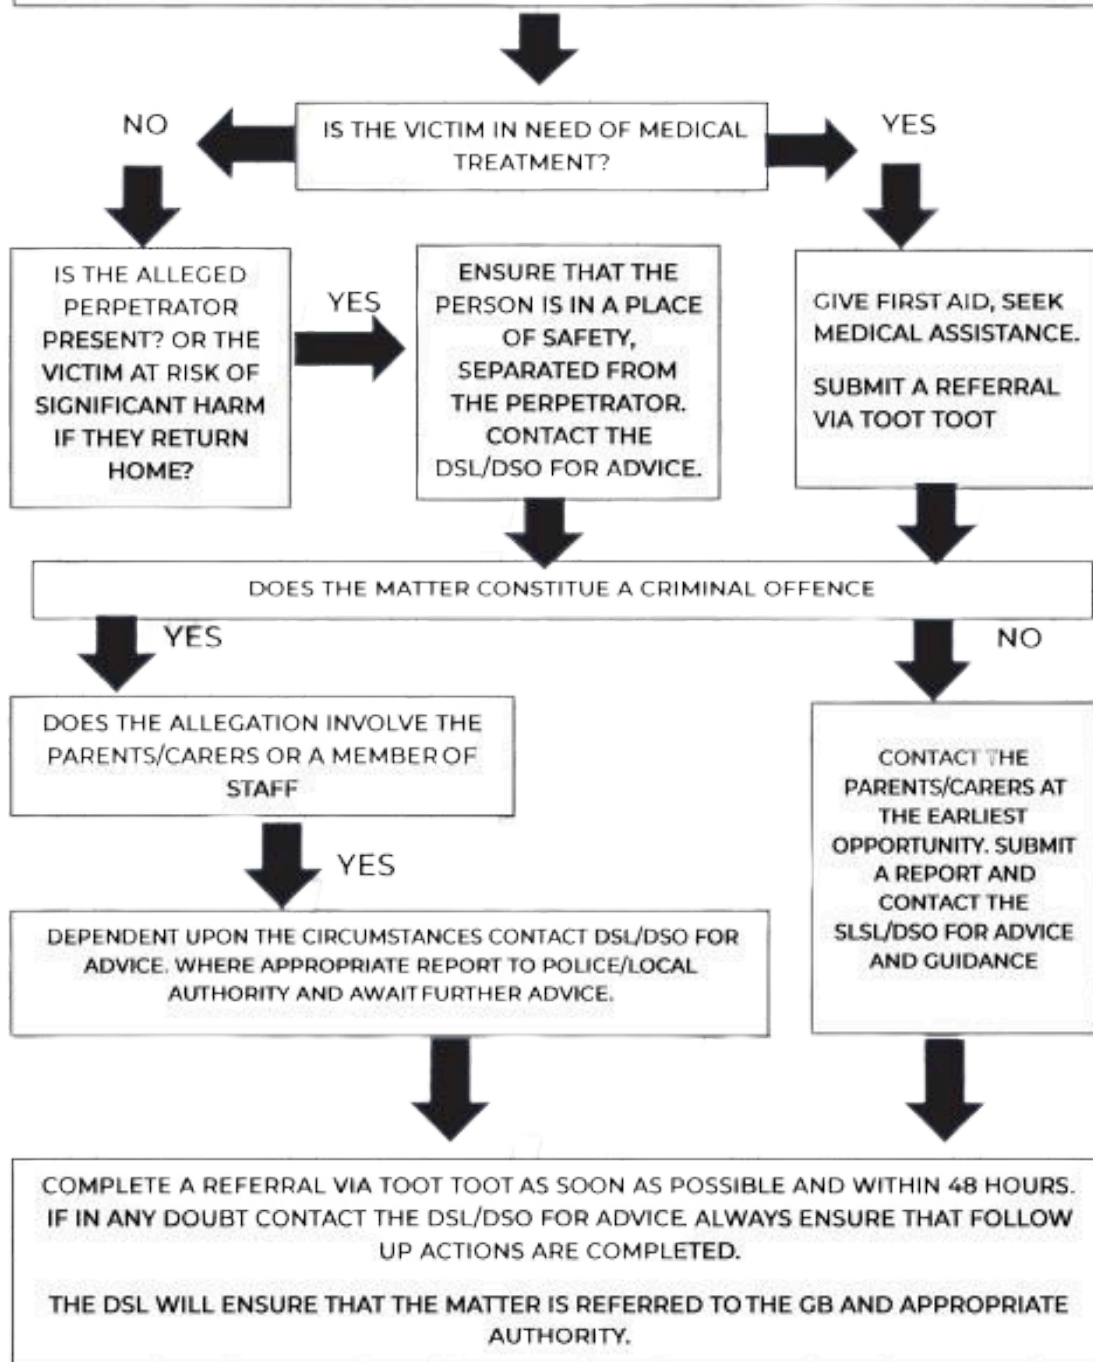 NO
IS THE VICTIM IN NEED OF MEDICAL
TREATMENT?
YES
IS THE ALLEGED
PERPETRATOR
PRESENT? OR THE
VICTIM AT RISK OF
SIGNIFICANT HARM
IF THEY RETURN
HOME?
YES
ENSURE THAT THE
PERSON IS IN A PLACE
OF SAFETY,
SEPARATED FROM
THE PERPETRATOR.
CONTACT THE
DSL/DSO FOR ADVICE.
GIVE FIRST AID, SEEK
MEDICAL ASSISTANCE.
SUBMIT A REFERRAL
VIA TOOT TOOT
DOES THE MATTER CONSTITUE A CRIMINAL OFFENCE
YES
NO
DOES THE ALLEGATION INVOLVE THE
PARENTS/CARERS OR A MEMBER OF
STAFF
YES
DEPENDENT UPON THE CIRCUMSTANCES CONTACT DSL/DSO FOR
ADVICE. WHERE APPROPRIATE REPORT TO POLICE/LOCAL
AUTHORITY AND AWAIT FURTHER ADVICE.
CONTACT THE
PARENTS/CARERS AT
THE EARLIEST
OPPORTUNITY. SUBMIT
A REPORT AND
CONTACT THE
SLSL/DSO FOR ADVICE
AND GUIDANCE
COMPLETE A REFERRAL VIA TOOT TOOT AS SOON AS POSSIBLE AND WITHIN 48 HOURS.
IF IN ANY DOUBT CONTACT THE DSL/DSO FOR ADVICE. ALWAYS ENSURE THAT FOLLOW
UP ACTIONS ARE COMPLETED.
THE DSL WILL ENSURE THAT THE MATTER IS REFERRED TO THE GB AND APPROPRIATE
AUTHORITY.